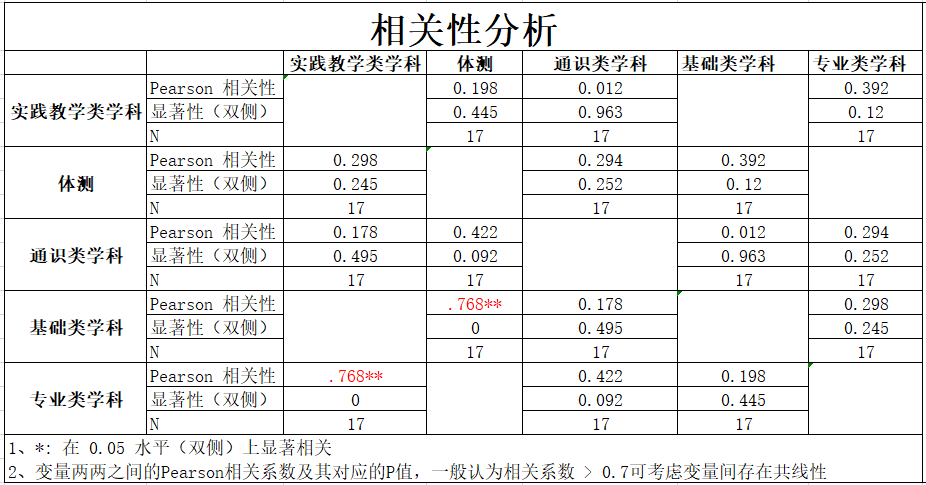 相关性分析
实践教学类学科 体测 通识类学科 基础类学科 专业类学科
Pearson 相关性 0.198 0.012 0.392
实践教学类学科 显著性（双侧） 0.445 0.963 0.12
N 17 17 17
Pearson 相关性 0.298 0.294 0.392
体测 显著性（双侧） 0.245 0.252 0.12
N 17 17 17
Pearson 相关性 0.178 0.422 0.012 0.294
通识类学科 显著性（双侧） 0.495 0.092 0.963 0.252
N 17 17 17 17
Pearson 相关性 .768** 0.178 0.298
基础类学科 显著性（双侧） 0 0.495 0.245
N 17 17 17
Pearson 相关性 .768** 0.422 0.198
专业类学科 显著性（双侧） 0 0.092 0.445
N 17 17 17
1、*: 在 0.05 水平（双侧）上显著相关
2、变量两两之间的Pearson相关系数及其对应的P值，一般认为相关系数 > 0.7可考虑变量间存在共线性